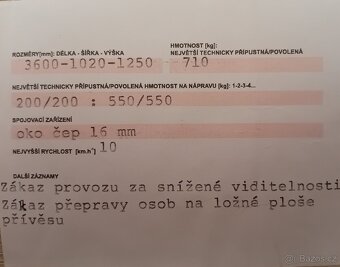 ROZMĚRY[mm]: DÉLKA - ŠÍŘKA - VÝŠKA
HMOTNOST [kg]:
NEJVĚTŠÍ TECHNICKY PŘÍPUSTNÁ/POVOLENÁ
3600-1020-1250
710
NEJVĚTŠÍ TECHNICKY PŘÍPUSTNÁ/POVOLENÁ HMOTNOST NA NÁPRAVU [kg]: 1-2-3-4...
200/200 : 550/550
SPOJOVACÍ ZAŘÍZENÍ
oko čep 16 mm
NEJVYŠŠÍ RYCHLOST [km.h⁻¹]
10
DALŠÍ ZÁZNAMY
Zákaz provozu za snížené viditelnosti
Zákaz přepravy osob na ložné ploše
přívěsu
© Bazos.cz